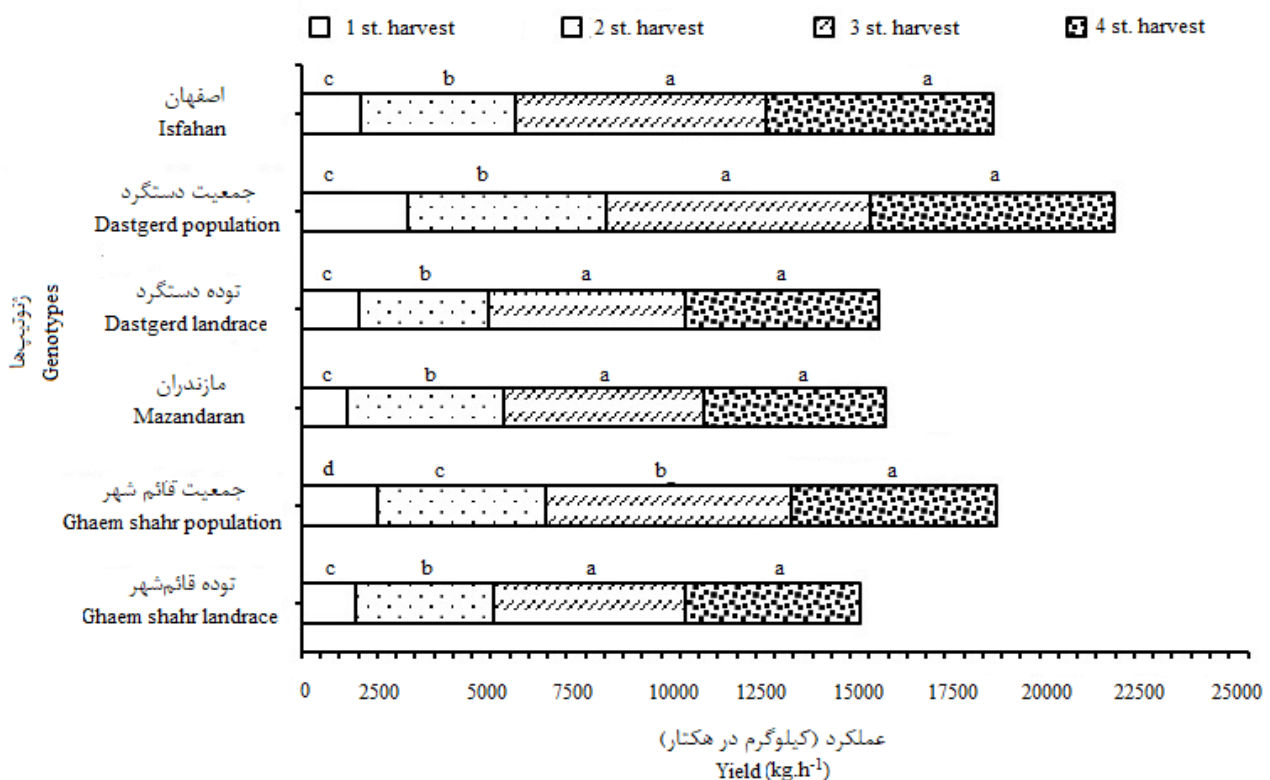 1 st. harvest 2 st. harvest 3 st. harvest 4 st. harvest
c b a a
اصفهان
Isfahan
c b a a
جمعیت دستگرد
Dastgerd population
c b a a
توده دستگرد
Dastgerd landrace
c b a a
مازندران
Mazandaran
d c b a
جمعیت قائم شهر
Ghaem shahr population
c b a a
توده قائم‌شهر
Ghaem shahr landrace
ژنوتیپ‌ها
Genotypes
0 2500 5000 7500 10000 12500 15000 17500 20000 22500 25000
عملکرد (کیلوگرم در هکتار)
Yield (kg.h⁻¹)